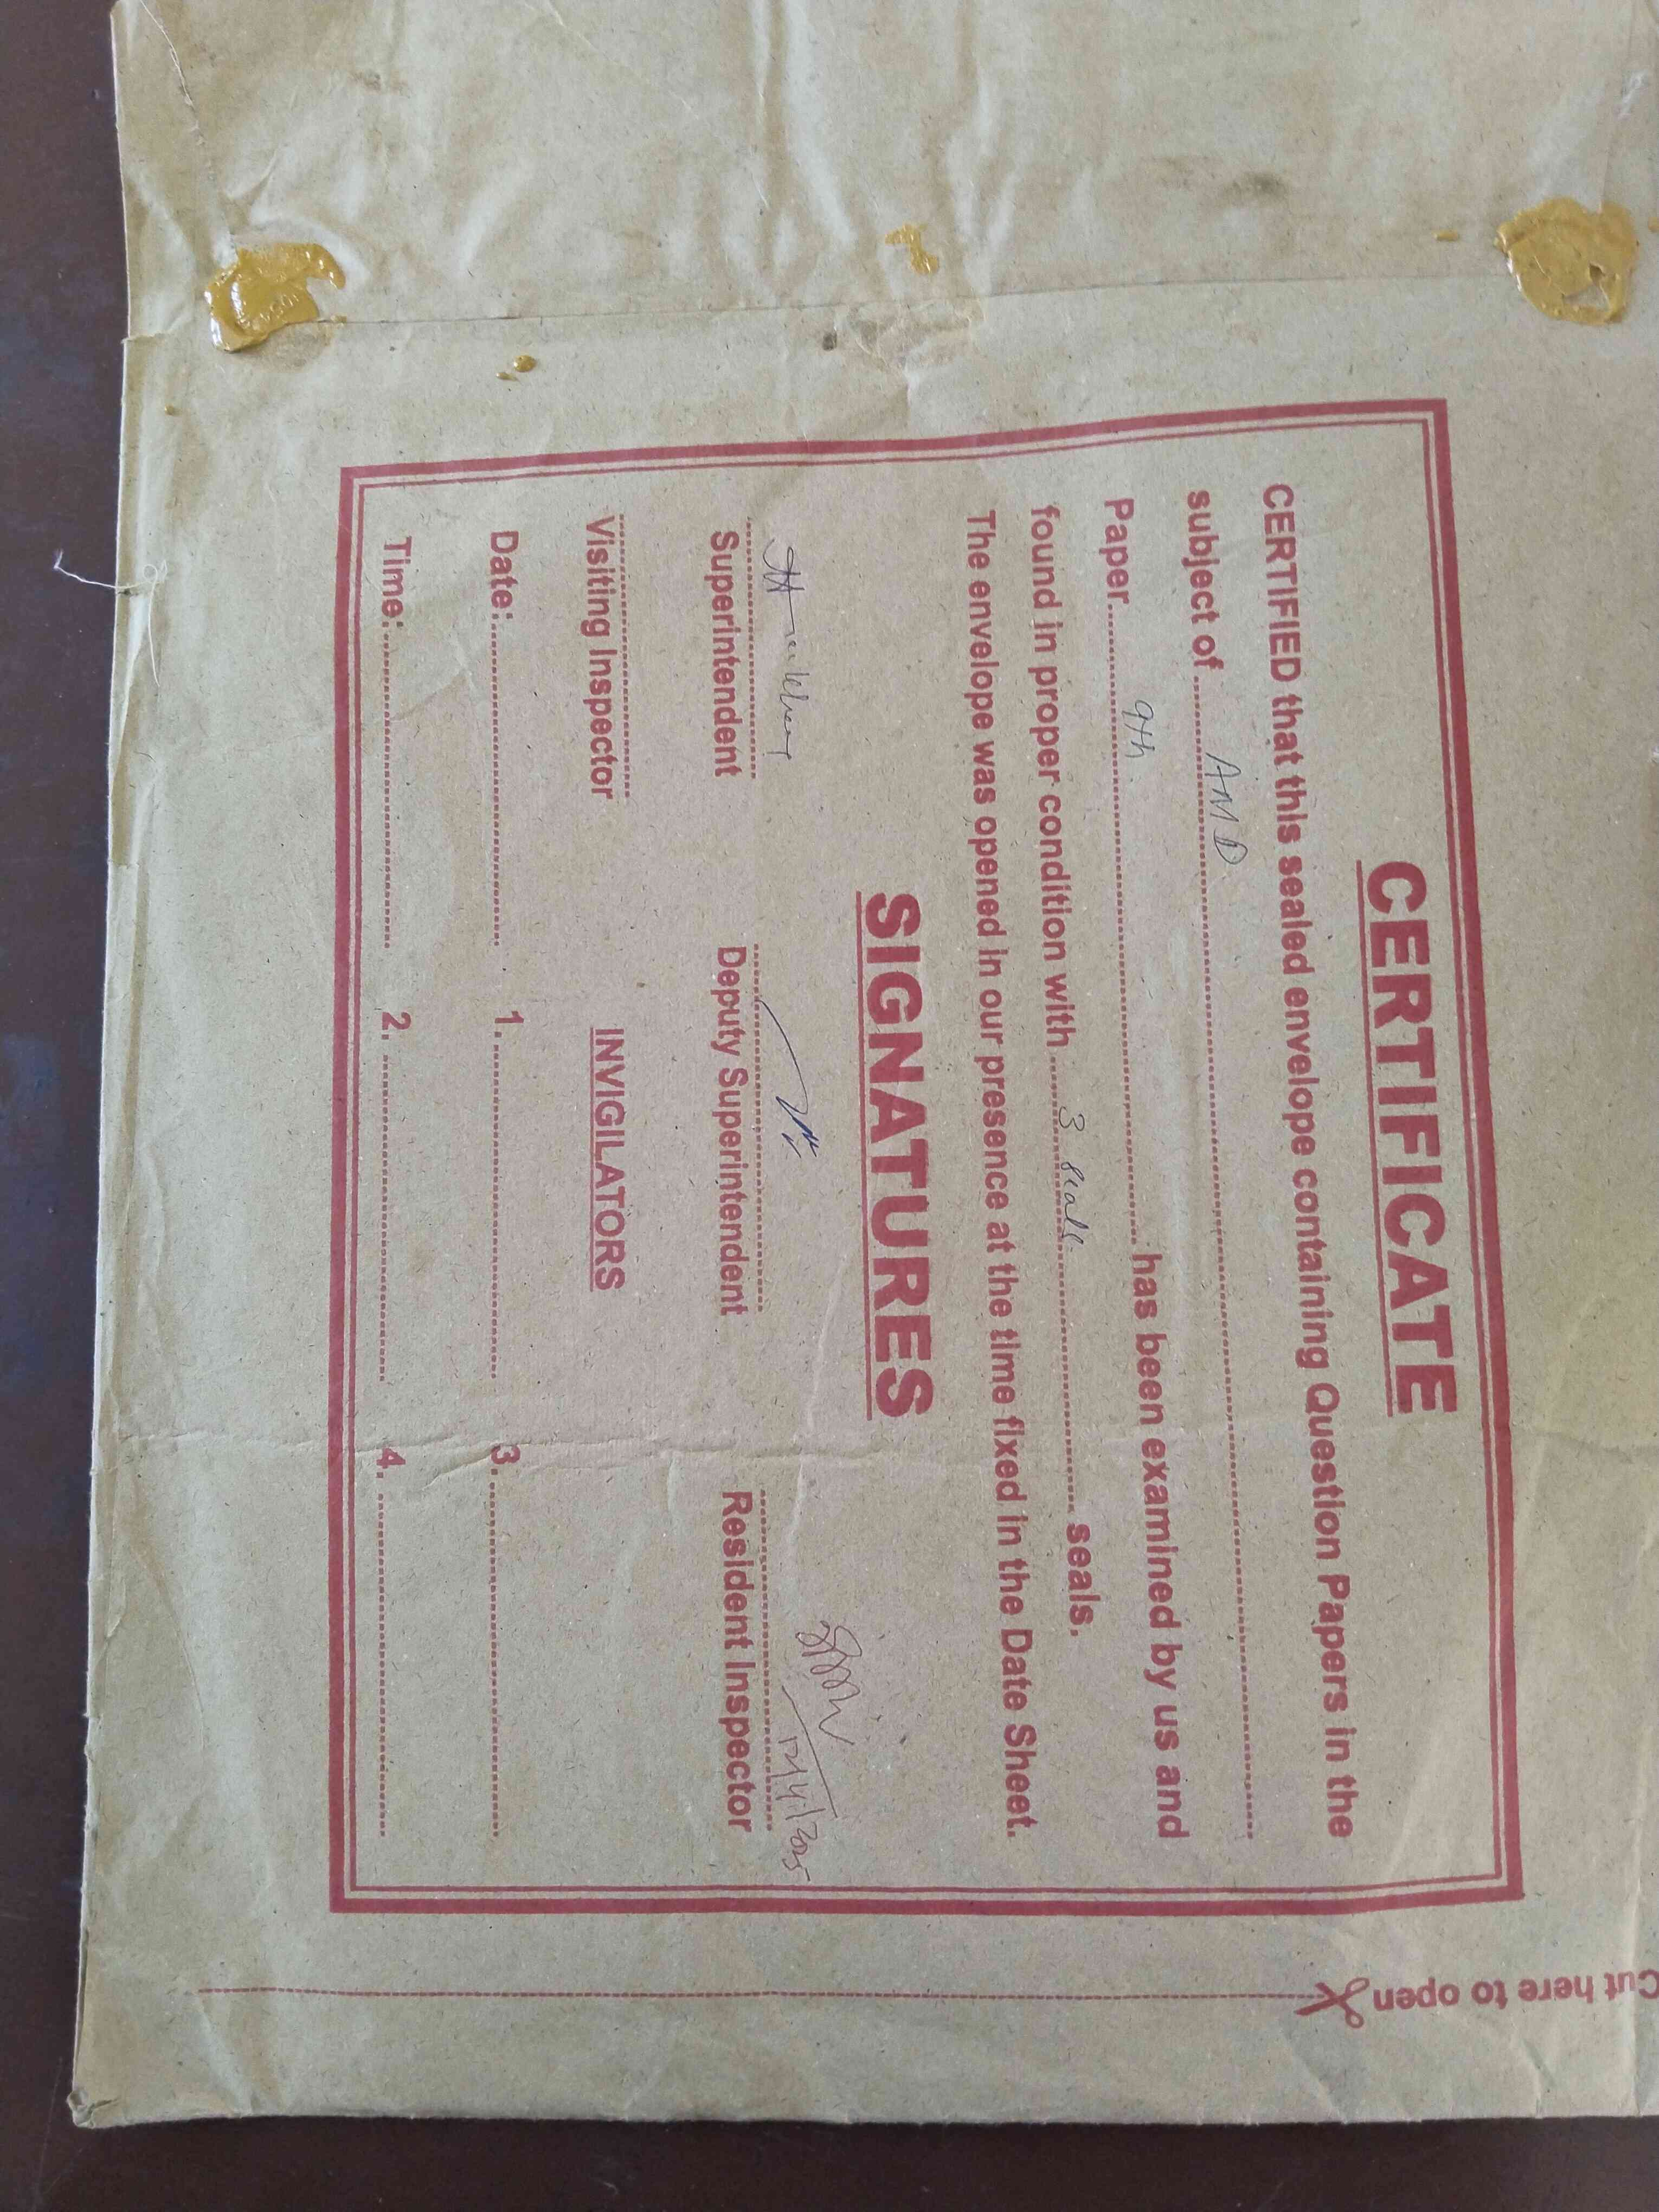 CERTIFICATE
CERTIFIED that this sealed envelope containing Question Papers in the
subject of ........ AMD ........
Paper ........ 9th ........ has been examined by us and
found in proper condition with ........ 3 seals ........ seals.
The envelope was opened in our presence at the time fixed in the Date Sheet.
SIGNATURES
Superintendent Deputy Superintendent Resident Inspector
Visiting Inspector INVIGILATORS
Date: ........ 1. ........ 3. ........
Time: ........ 2. ........ 4. ........
Cut here to open